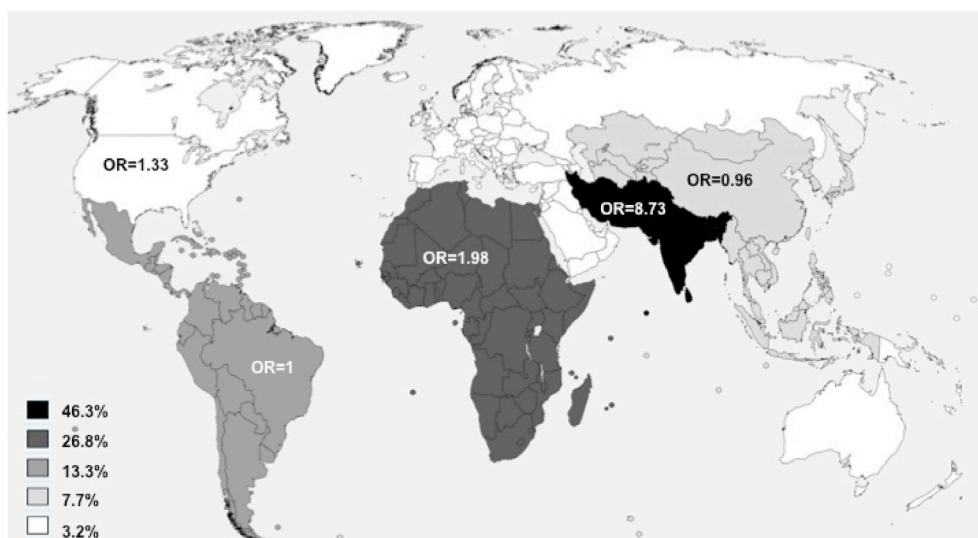 OR=1.33
OR=0.96
OR=8.73
OR=1.98
OR=1
46.3%
26.8%
13.3%
7.7%
3.2%